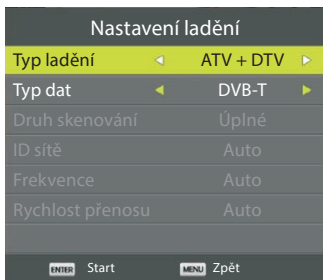 Nastavení ladění
Typ ladění ATV + DTV
Typ dat DVB-T
Druh skenování Úplné
ID sítě Auto
Frekvence Auto
Rychlost přenosu Auto
ENTER Start MENU Zpět